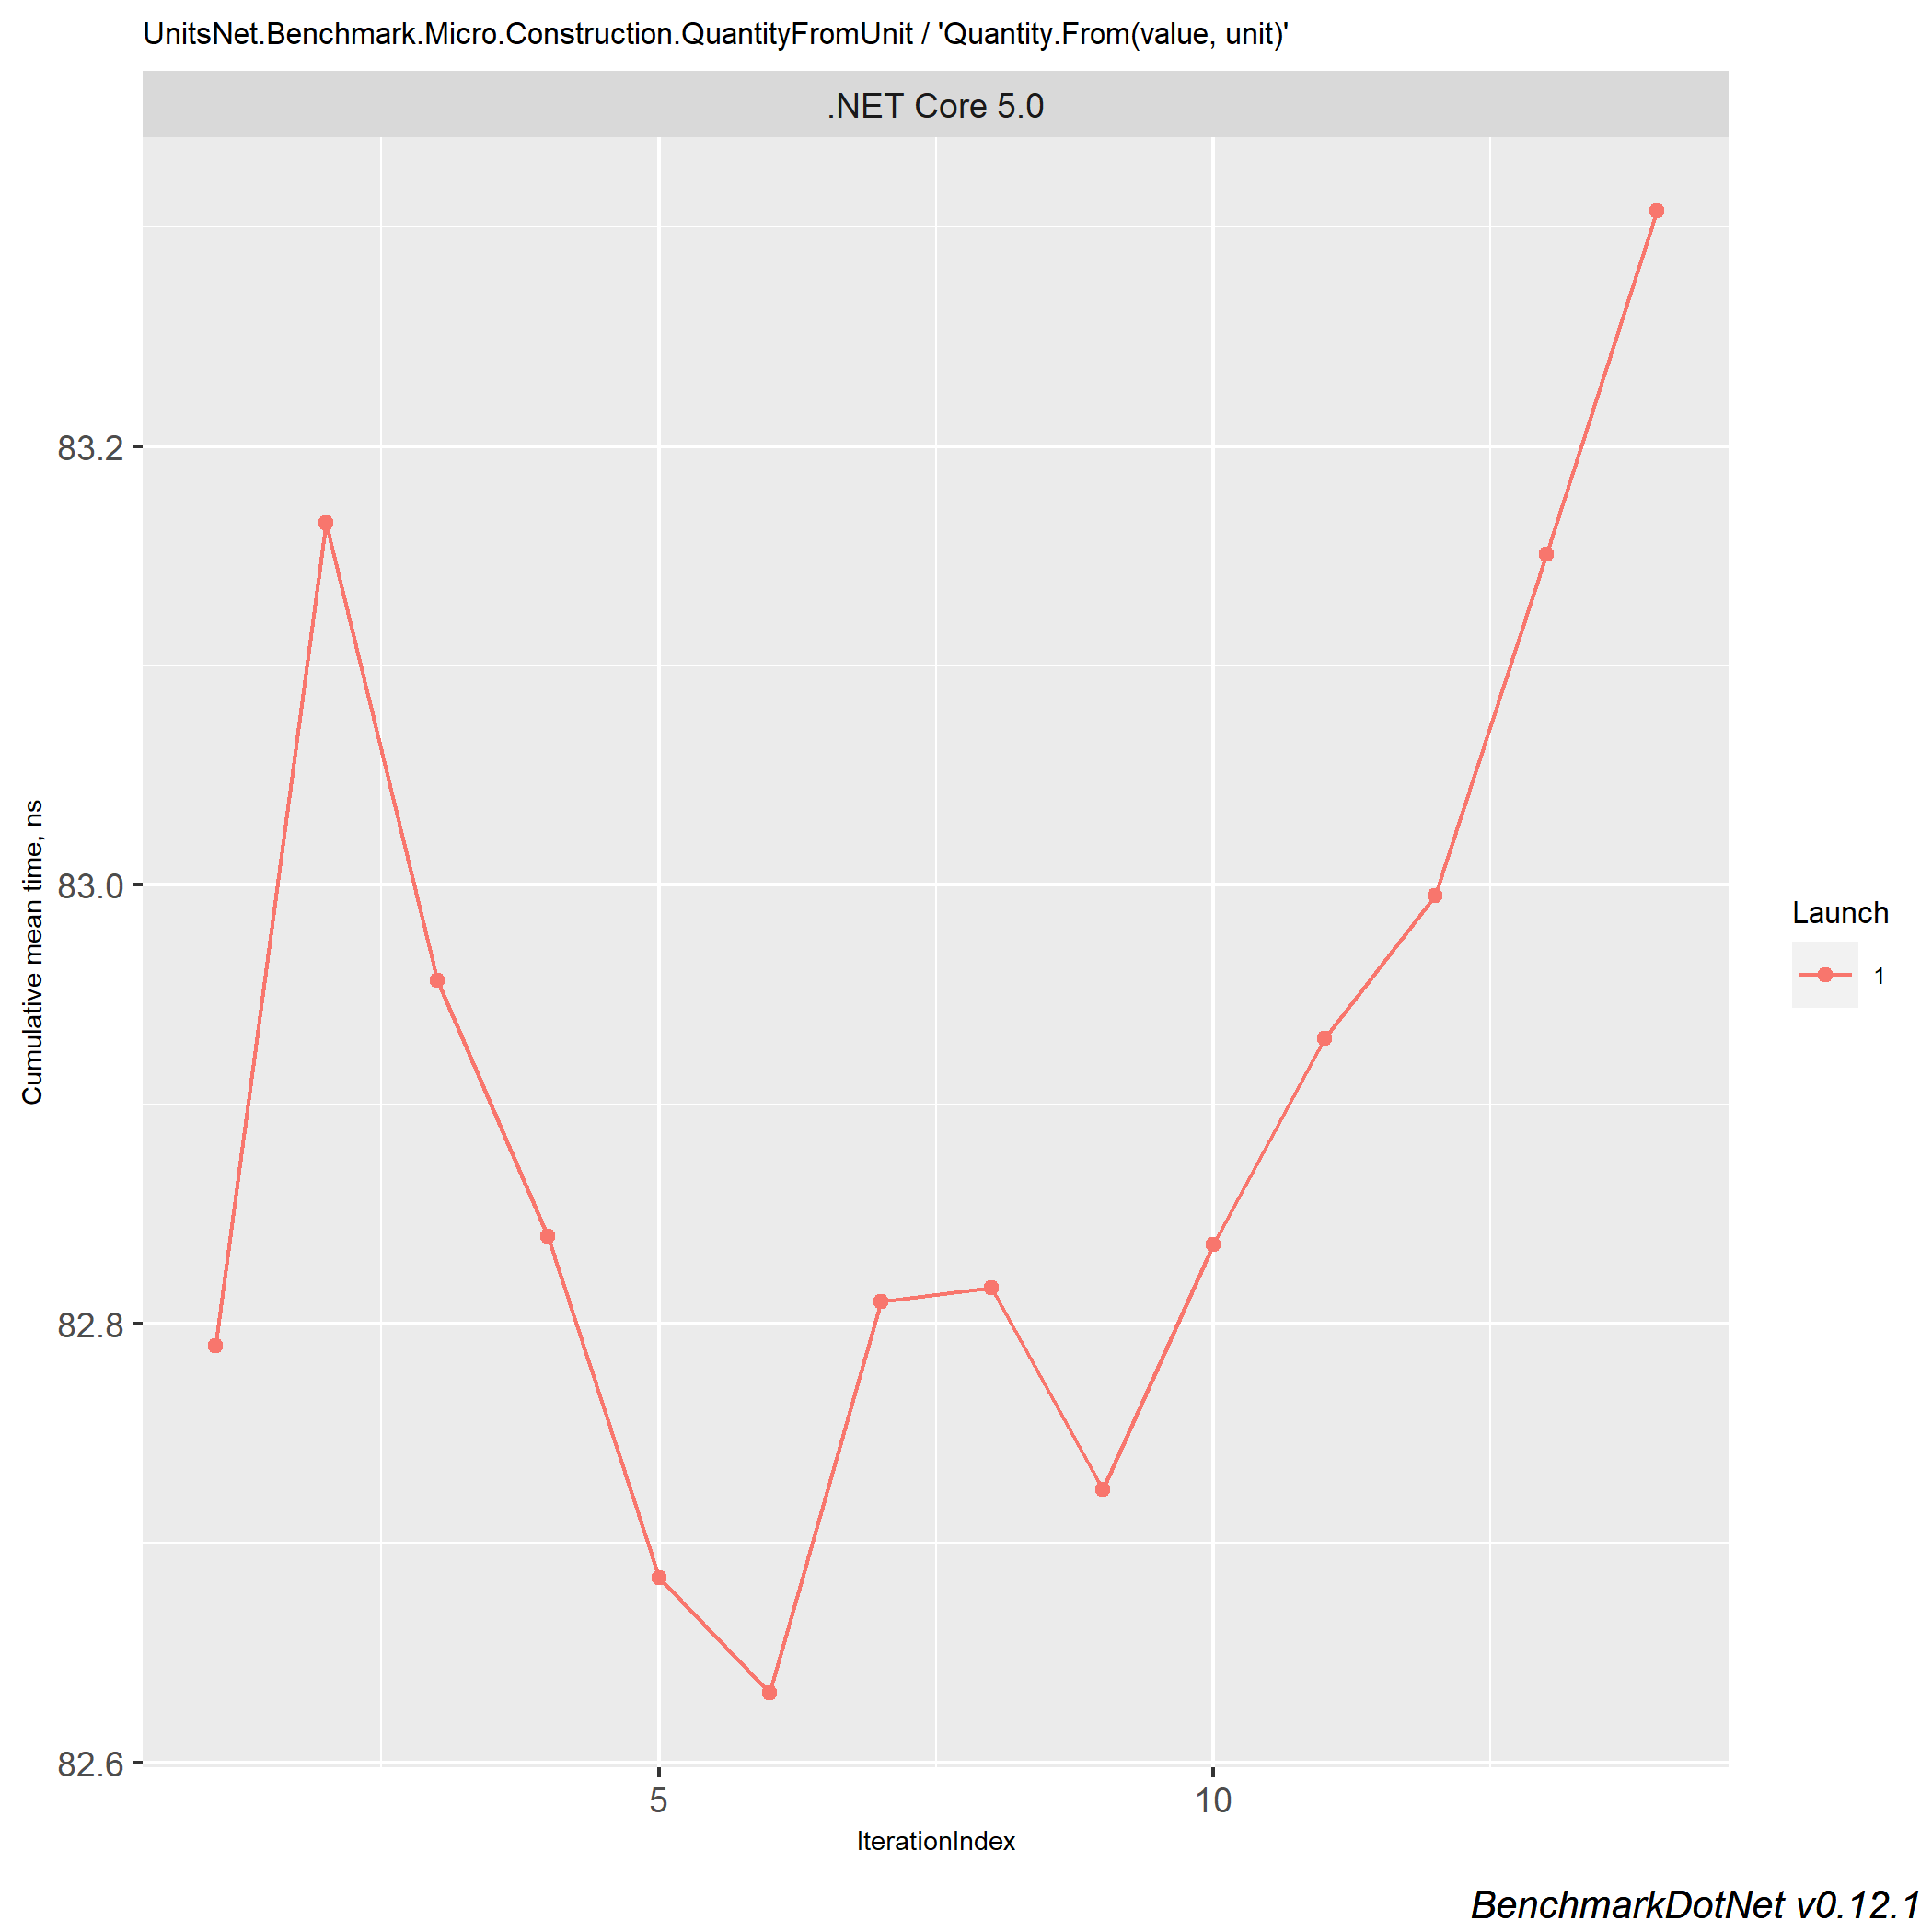 UnitsNet.Benchmark.Micro.Construction.QuantityFromUnit / 'Quantity.From(value, unit)'
.NET Core 5.0
83.2
83.0
82.8
82.6
Cumulative mean time, ns
5
10
IterationIndex
Launch
1
BenchmarkDotNet v0.12.1